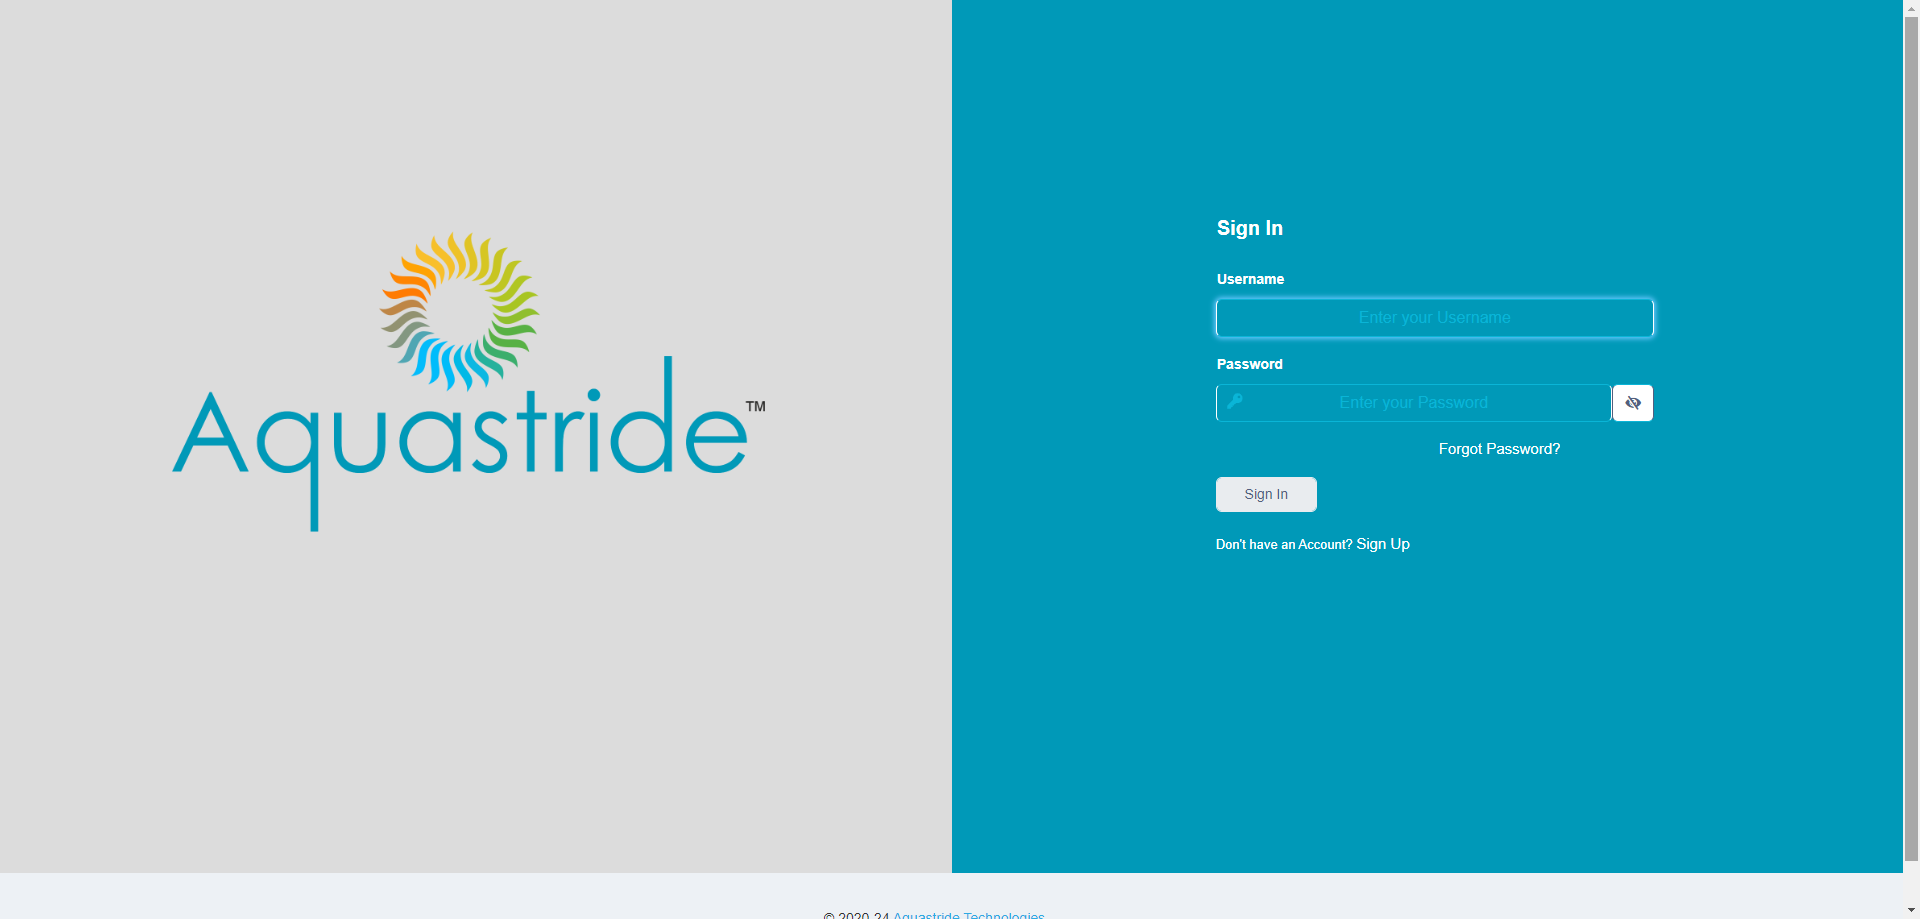 Aquastride™
Sign In
Username
Enter your Username
Password
Enter your Password
Forgot Password?
Sign In
Don't have an Account? Sign Up
© 2020-24 Aquastride Technologies